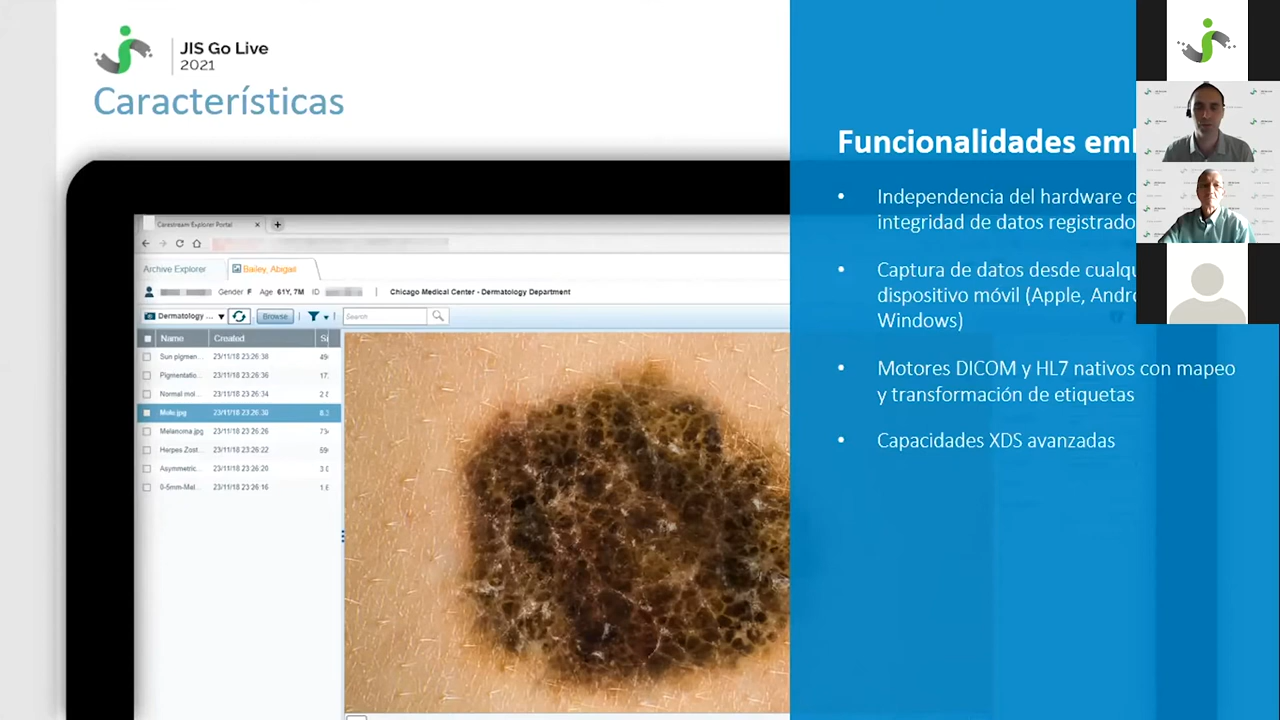 JIS Go Live
2021
Características
Funcionalidades
Independencia del hardware
integridad de datos
Captura de datos desde
dispositivo móvil (Apple,
Windows)
Motores DICOM y HL7 nativos con mapeo
y transformación de etiquetas
Capacidades XDS avanzadas
Carestream Explorer Portal
Archive Explorer
Bailey, Abigail
Gender F Age 61Y, 7M ID
Chicago Medical Center - Dermatology Department
Dermatology ... Browse Search
Name Created
Sun pigmen... 23/11/18 23:26:38
Pigmentatio... 23/11/18 23:26:36
Normal mol... 23/11/18 23:26:34
Mole.jpg 23/11/18 23:26:30
Melanoma.jpg 23/11/18 23:26:26
Herpes Zost... 23/11/18 23:26:22
Asymmetric... 23/11/18 23:26:20
0-5mm-Mel... 23/11/18 23:26:16